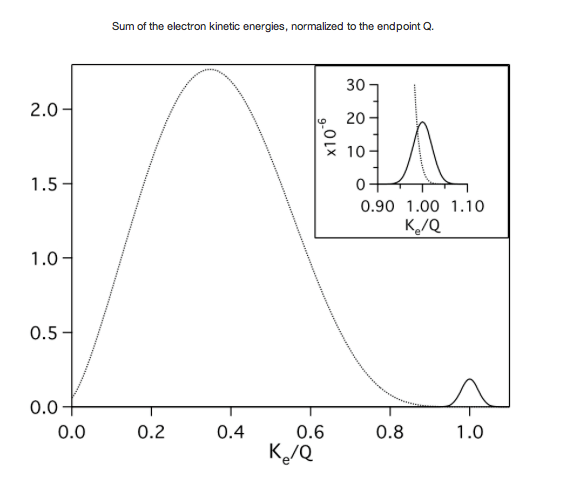 Sum of the electron kinetic energies, normalized to the endpoint Q.
2.0
1.5
1.0
0.5
0.0
0.0 0.2 0.4 0.6 0.8 1.0
Ke/Q
30
20
10
0
x10-6
0.90 1.00 1.10
Ke/Q